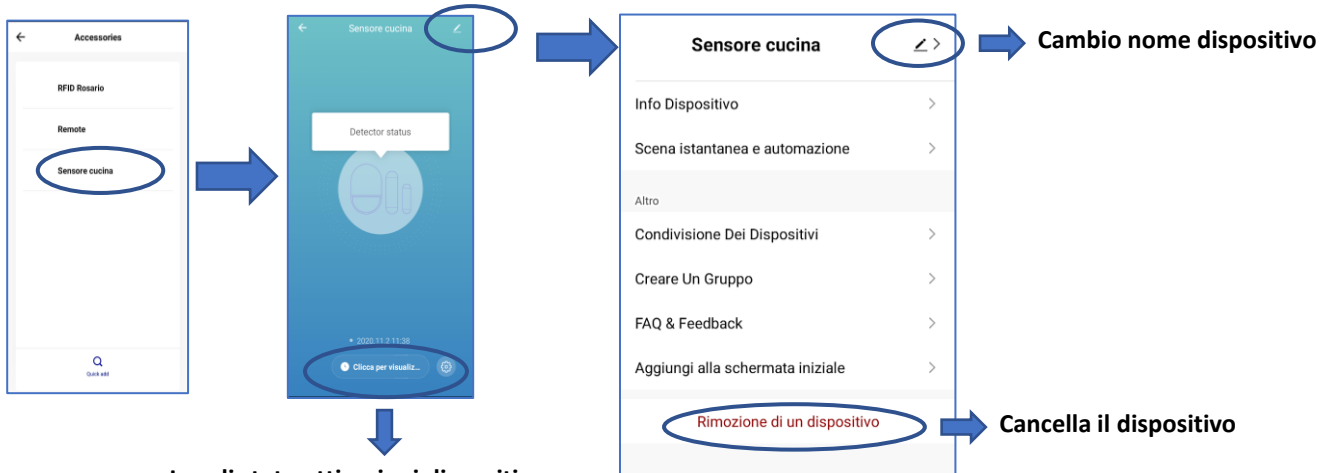 Accessories
RFID Rosario
Remote
Sensore cucina
Quick add
Sensore cucina
Detector status
2020.11.2 11:38
Clicca per visualiz...
Sensore cucina
Info Dispositivo
Scena istantanea e automazione
Altro
Condivisione Dei Dispositivi
Creare Un Gruppo
FAQ & Feedback
Aggiungi alla schermata iniziale
Rimozione di un dispositivo
Cambio nome dispositivo
Cancella il dispositivo